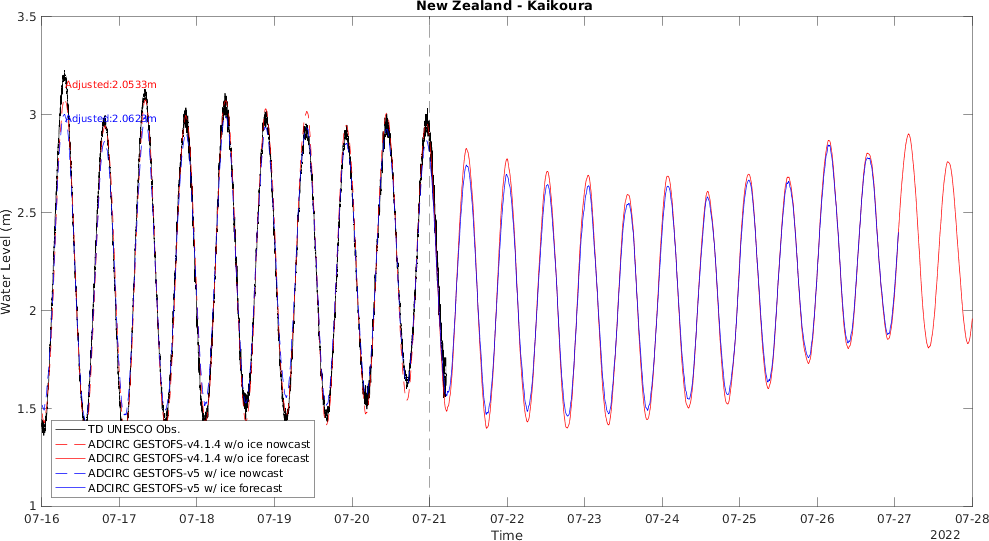 New Zealand - Kaikoura
3.5
3
2.5
2
1.5
1
Water Level (m)
Adjusted:2.0533m
Adjusted:2.0623m
TD UNESCO Obs.
ADCIRC GESTOFS-v4.1.4 w/o ice nowcast
ADCIRC GESTOFS-v4.1.4 w/o ice forecast
ADCIRC GESTOFS-v5 w/ ice nowcast
ADCIRC GESTOFS-v5 w/ ice forecast
07-16 07-17 07-18 07-19 07-20 07-21 07-22 07-23 07-24 07-25 07-26 07-27 07-28
Time
2022